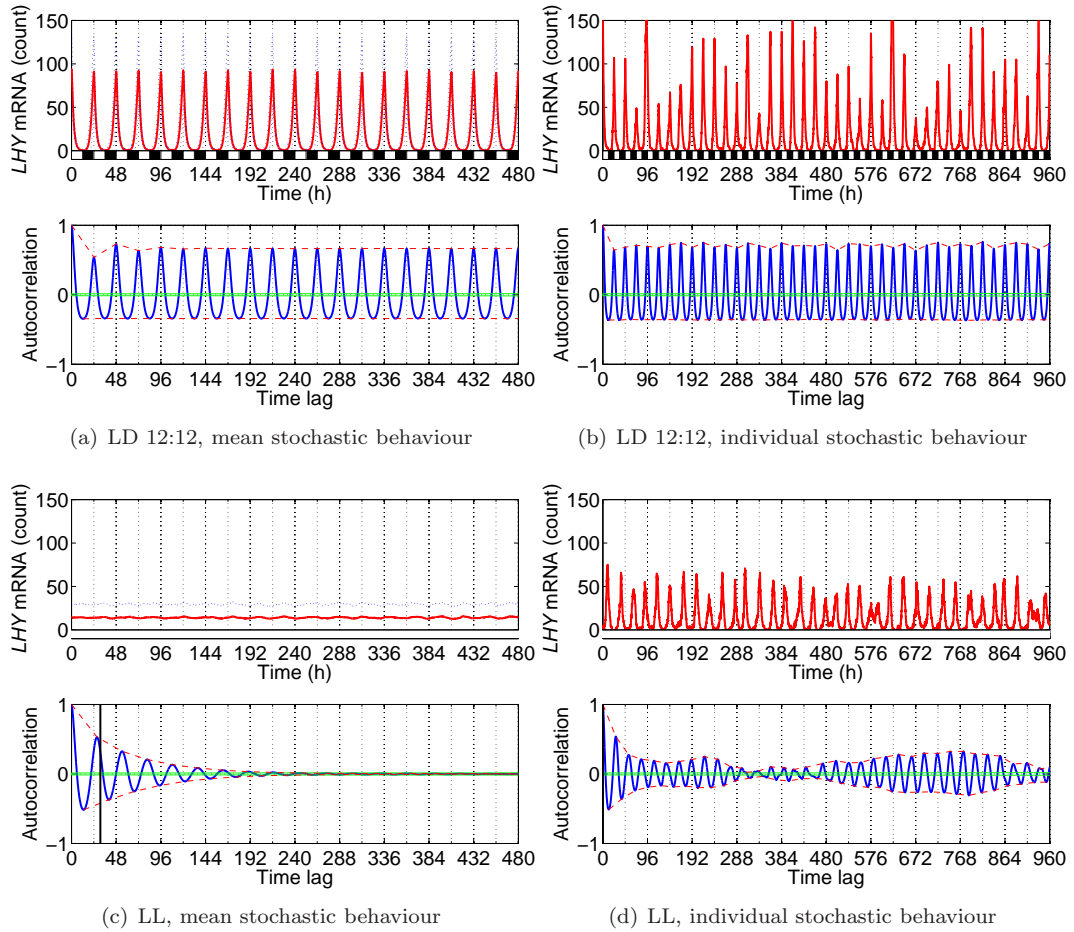 LHY mRNA (count)
150
100
50
0
0 48 96 144 192 240 288 336 384 432 480
Time (h)
Autocorrelation
1
0
−1
0 48 96 144 192 240 288 336 384 432 480
Time lag
(a) LD 12:12, mean stochastic behaviour
LHY mRNA (count)
150
100
50
0
0 96 192 288 384 480 576 672 768 864 960
Time (h)
Autocorrelation
1
0
−1
0 96 192 288 384 480 576 672 768 864 960
Time lag
(b) LD 12:12, individual stochastic behaviour
LHY mRNA (count)
150
100
50
0
0 48 96 144 192 240 288 336 384 432 480
Time (h)
Autocorrelation
1
0
−1
0 48 96 144 192 240 288 336 384 432 480
Time lag
(c) LL, mean stochastic behaviour
LHY mRNA (count)
150
100
50
0
0 96 192 288 384 480 576 672 768 864 960
Time (h)
Autocorrelation
1
0
−1
0 96 192 288 384 480 576 672 768 864 960
Time lag
(d) LL, individual stochastic behaviour